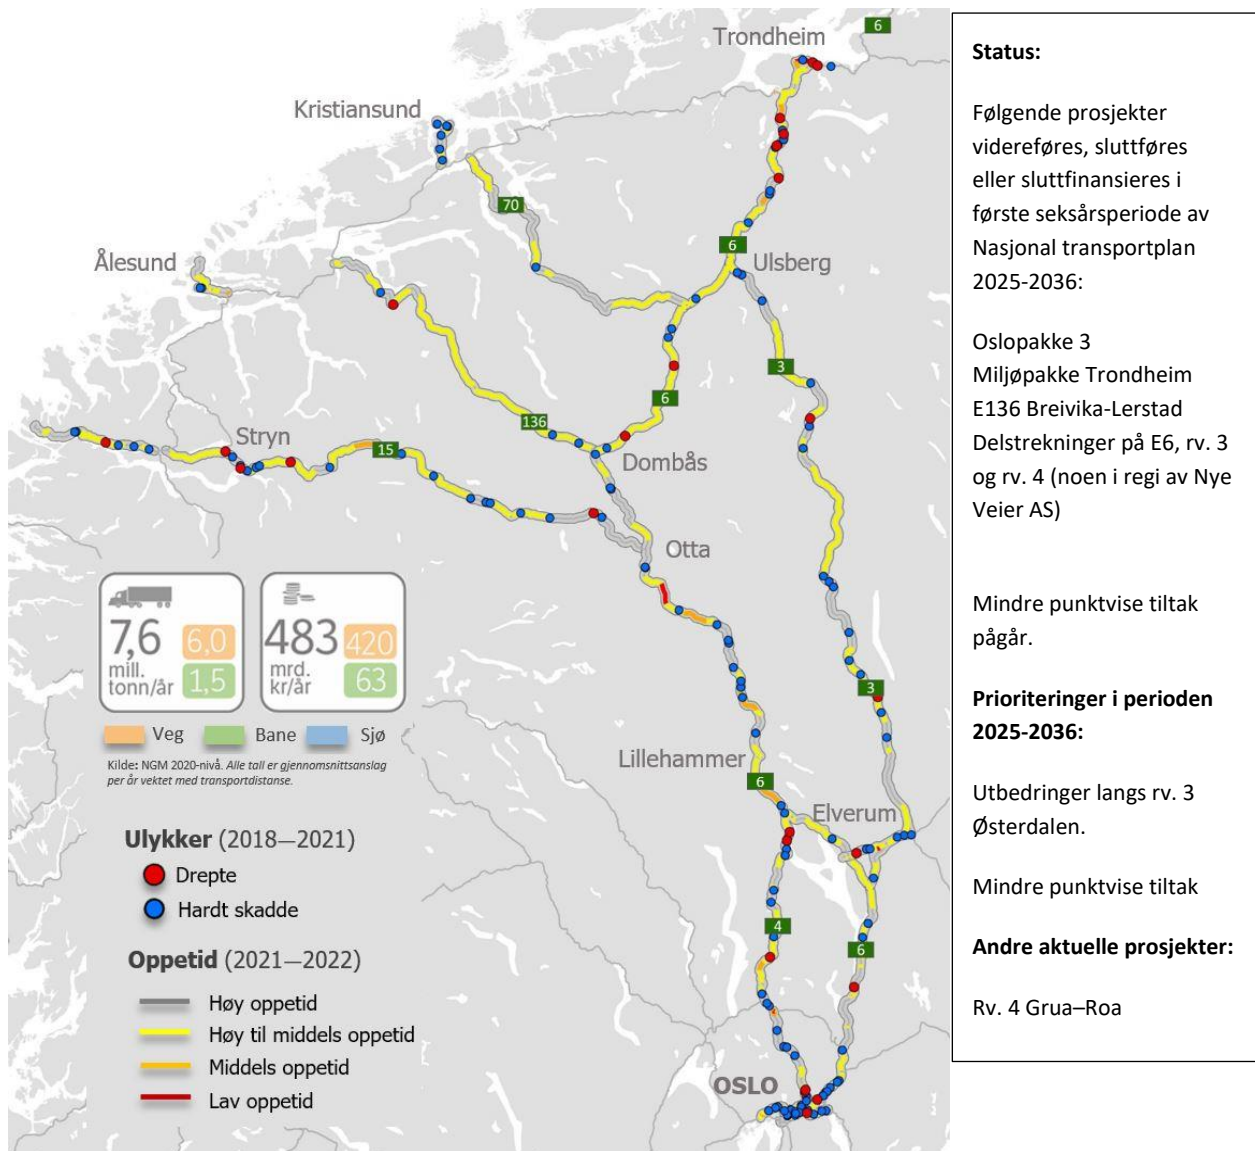 6
Trondheim
Kristiansund
70
6
Ulsberg
Ålesund
3
6
136
Stryn
15
Dombås
Otta
7,6
mill.
tonn/år
6,0
1,5
483
mrd.
kr/år
420
63
Veg
Bane
Sjø
Kilde: NGM 2020-nivå. Alle tall er gjennomsnittsanslag
per år vektet med transportdistanse.
3
Lillehammer
6
Elverum
4
6
OSLO
Ulykker (2018—2021)
Drepte
Hardt skadde
Oppetid (2021—2022)
Høy oppetid
Høy til middels oppetid
Middels oppetid
Lav oppetid
Status:
Følgende prosjekter
videreføres, sluttføres
eller sluttfinansieres i
første seksårsperiode av
Nasjonal transportplan
2025-2036:
Oslopakke 3
Miljøpakke Trondheim
E136 Breivika-Lerstad
Delstrekninger på E6, rv. 3
og rv. 4 (noen i regi av Nye
Veier AS)
Mindre punktvise tiltak
pågår.
Prioriteringer i perioden
2025-2036:
Utbedringer langs rv. 3
Østerdalen.
Mindre punktvise tiltak
Andre aktuelle prosjekter:
Rv. 4 Grua–Roa